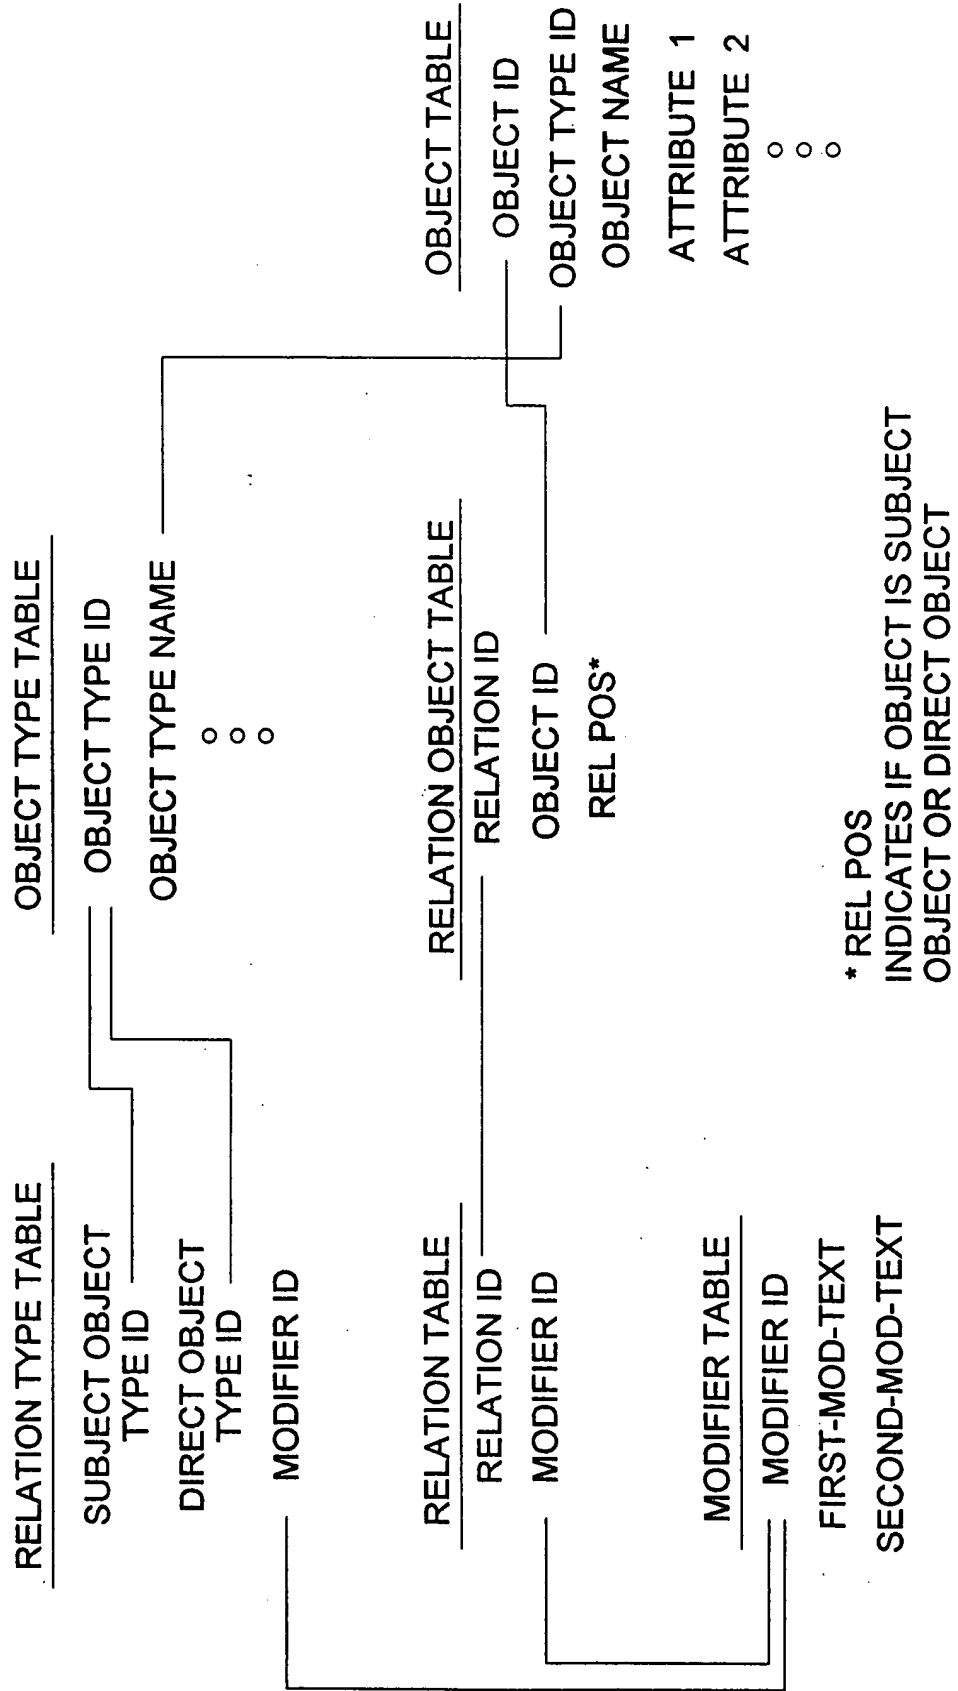 RELATION TYPE TABLE
SUBJECT OBJECT
TYPE ID
DIRECT OBJECT
TYPE ID
MODIFIER ID
OBJECT TYPE TABLE
OBJECT TYPE ID
OBJECT TYPE NAME
RELATION TABLE
RELATION ID
MODIFIER ID
RELATION OBJECT TABLE
RELATION ID
OBJECT ID
REL POS*
OBJECT TABLE
OBJECT ID
OBJECT TYPE ID
OBJECT NAME
ATTRIBUTE 1
ATTRIBUTE 2
MODIFIER TABLE
MODIFIER ID
FIRST-MOD-TEXT
SECOND-MOD-TEXT
* REL POS
INDICATES IF OBJECT IS SUBJECT
OBJECT OR DIRECT OBJECT